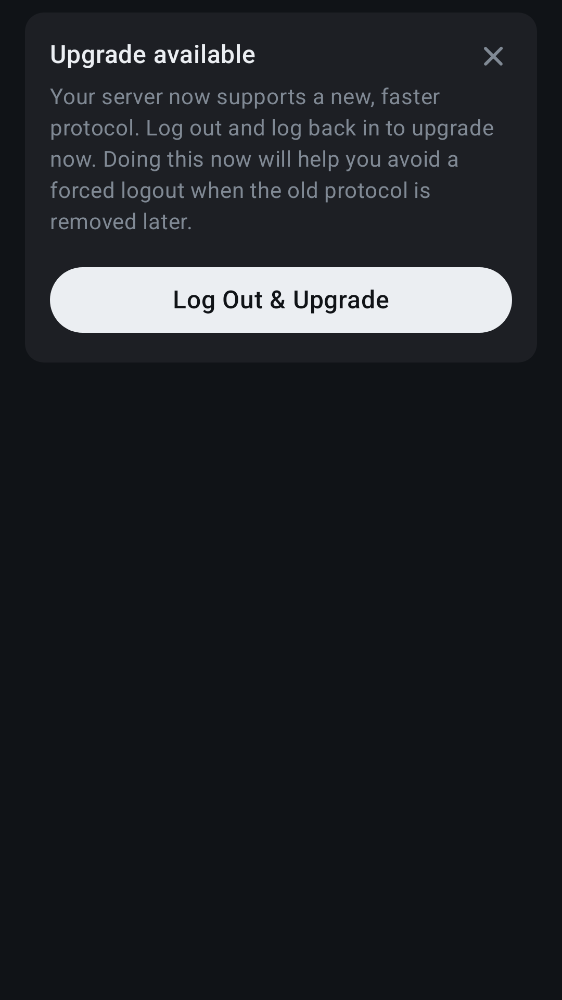 Upgrade available
Your server now supports a new, faster
protocol. Log out and log back in to upgrade
now. Doing this now will help you avoid a
forced logout when the old protocol is
removed later.
Log Out & Upgrade